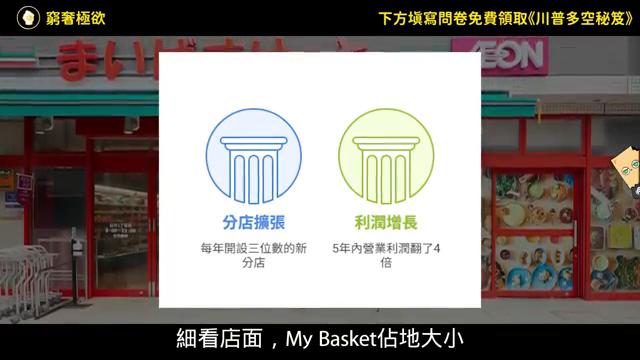 窮奢極欲
下方填寫問卷免費領取《川普多空秘笈》
まいばすけっと
AEON
分店擴張
利潤增長
每年開設三位數的新
分店
5年內營業利潤翻了4
倍
細看店面，My Basket佔地大小